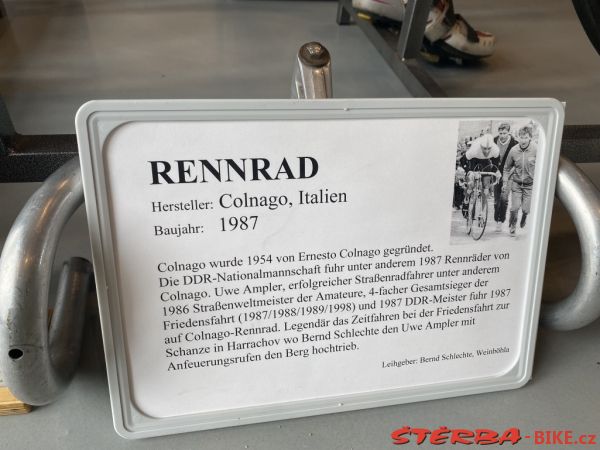 RENNRAD
Hersteller: Colnago, Italien
Baujahr: 1987
Colnago wurde 1954 von Ernesto Colnago gegründet.
Die DDR-Nationalmannschaft fuhr unter anderem 1987 Rennräder von
Colnago. Uwe Ampler, erfolgreicher Straßenradfahrer unter anderem
1986 Straßenweltmeister der Amateure, 4-facher Gesamtsieger der
Friedensfahrt (1987/1988/1989/1998) und 1987 DDR-Meister fuhr 1987
auf Colnago-Rennrad. Legendär das Zeitfahren bei der Friedensfahrt zur
Schanze in Harrachov wo Bernd Schlechte den Uwe Ampler mit
Anfeuerungsrufen den Berg hochtrieb.
Leihgeber: Bernd Schlechte, Weinböhla
ŠTĚRBA-BIKE.cz